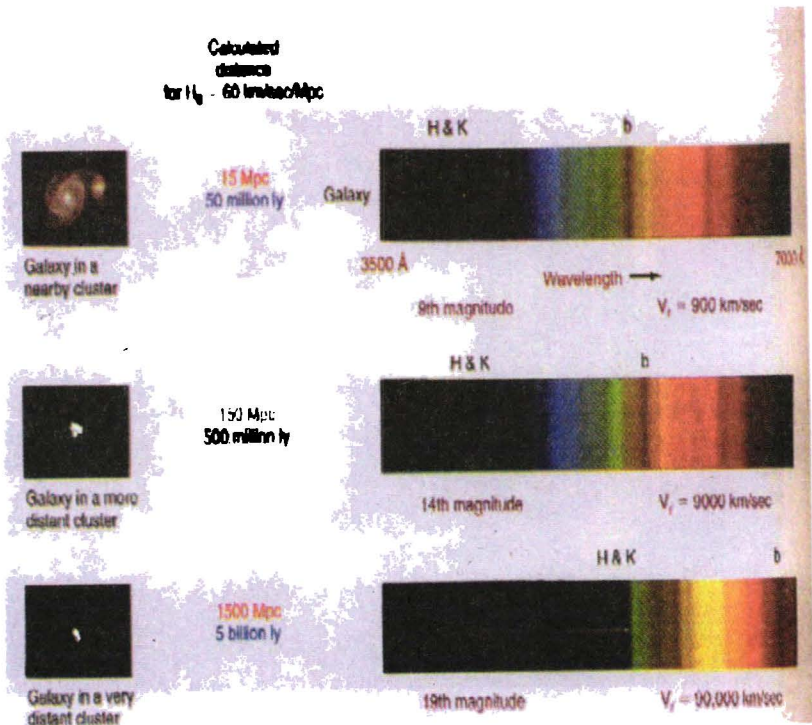 Calculated
distance
for H₀ - 60 km/sec/Mpc
H & K b
15 Mpc
50 million ly
Galaxy
3500 Å
7000 Å
Wavelength →
Galaxy in a
nearby cluster
9th magnitude
Vᵣ = 900 km/sec
H & K b
150 Mpc
500 million ly
Galaxy in a more
distant cluster
14th magnitude
Vᵣ = 9000 km/sec
H & K b
1500 Mpc
5 billion ly
Galaxy in a very
distant cluster
19th magnitude
Vᵣ = 90,000 km/sec